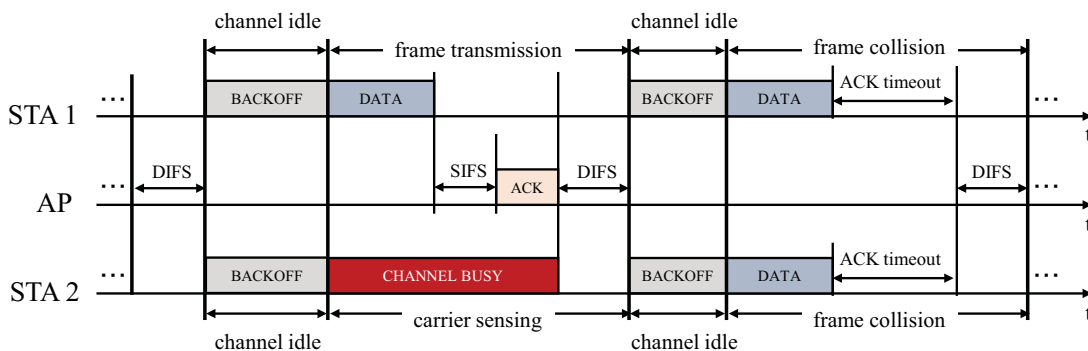 channel idle
channel idle
frame transmission
frame collision
BACKOFF
DATA
BACKOFF
DATA
ACK timeout
...
...
STA 1
t
...
DIFS
SIFS
ACK
DIFS
DIFS
...
AP
t
...
BACKOFF
CHANNEL BUSY
BACKOFF
DATA
ACK timeout
...
STA 2
t
channel idle
carrier sensing
channel idle
frame collision